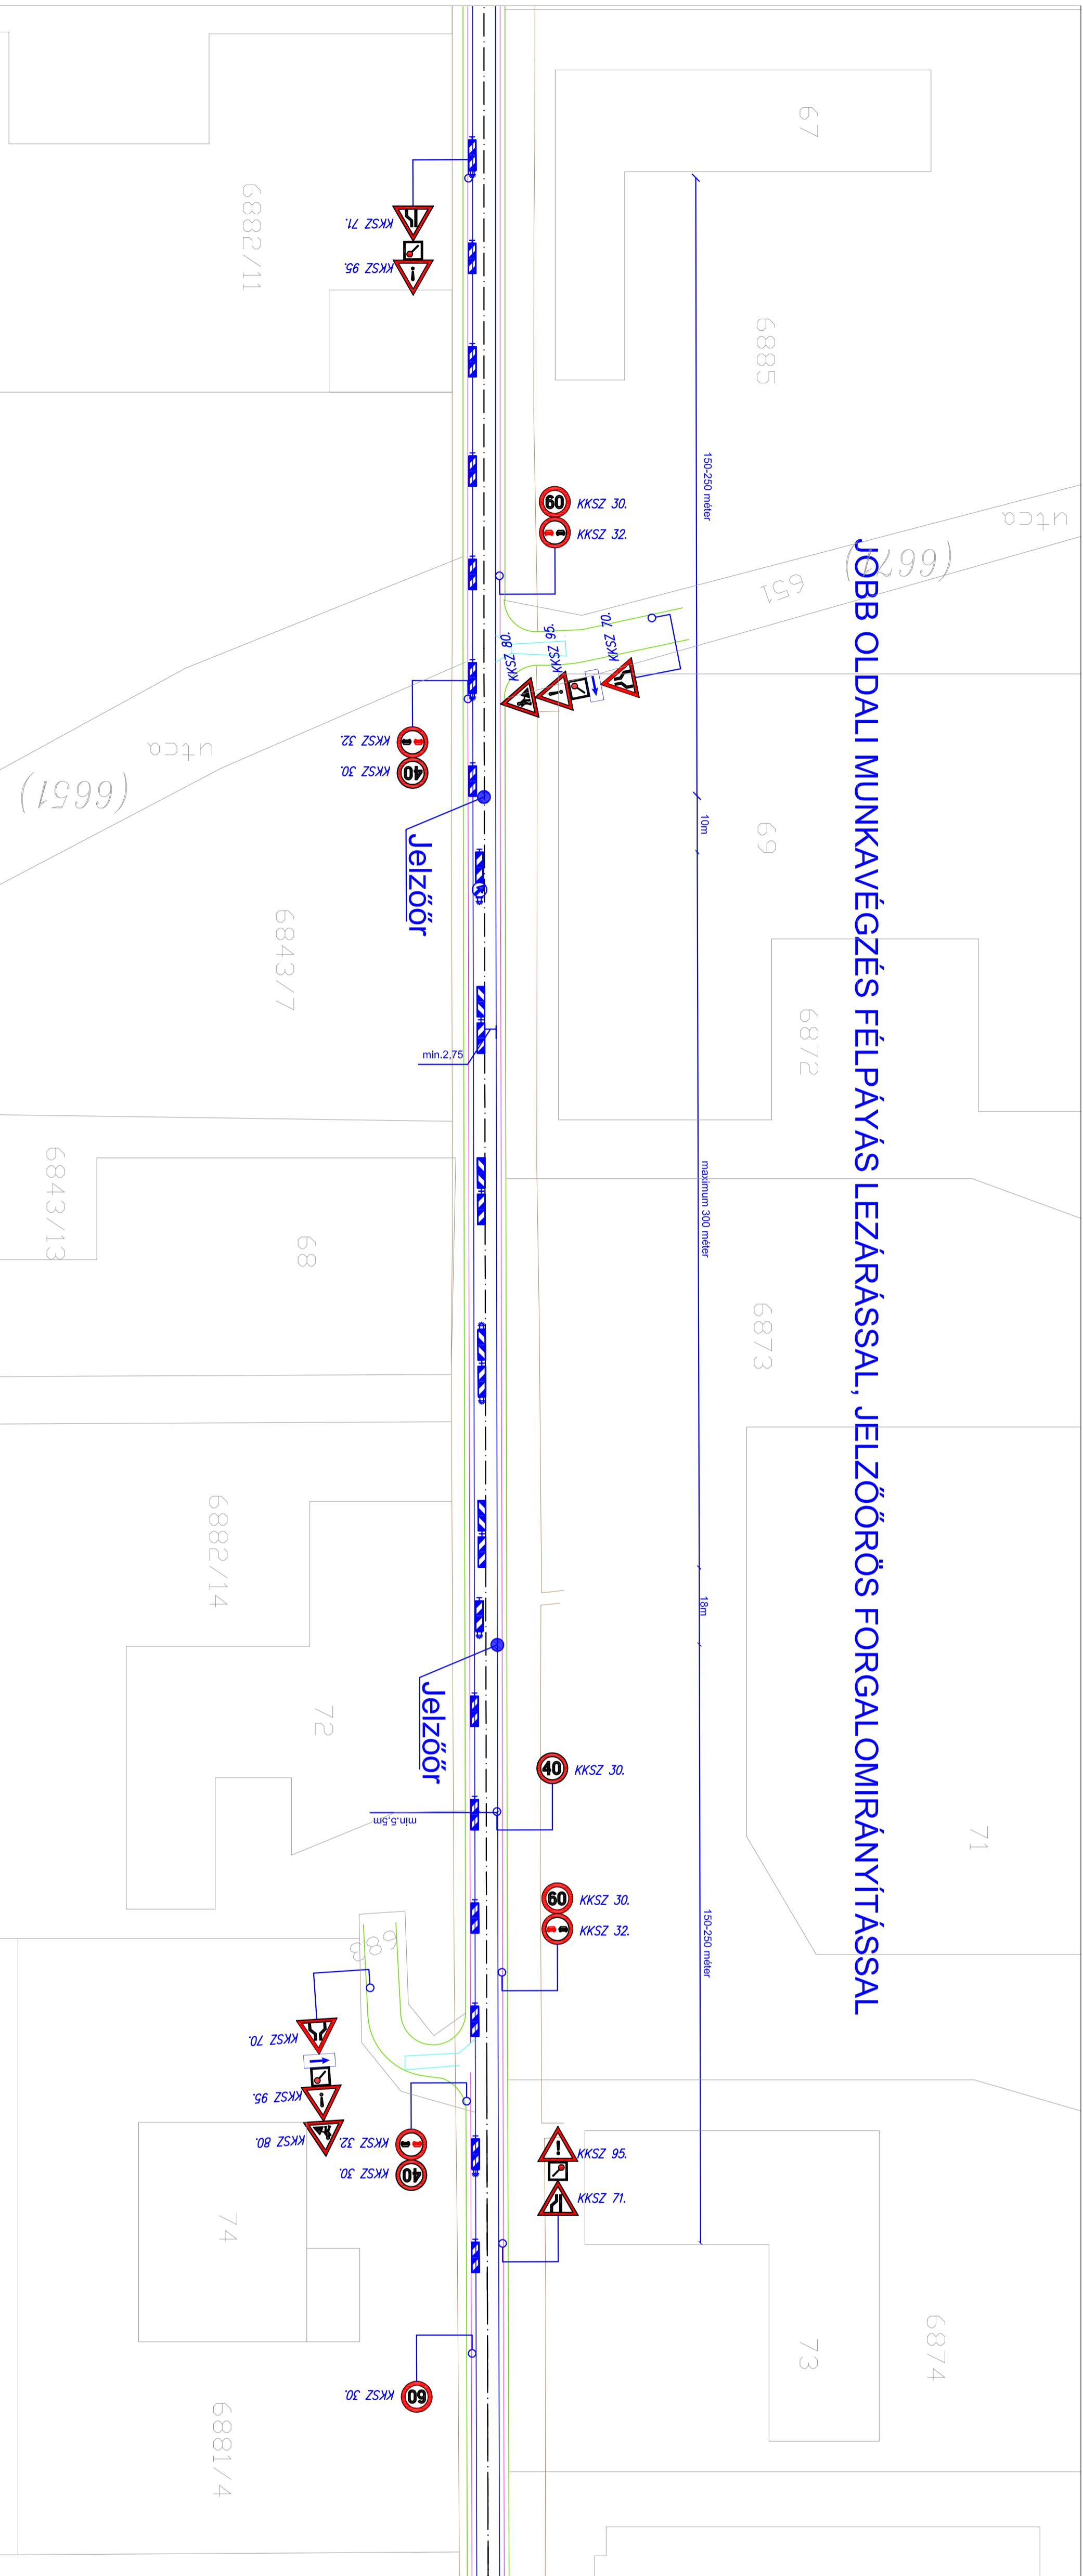 JOBB OLDALI MUNKAVÉGZÉS FÉLPÁYÁS LEZÁRÁSSAL, JELZŐŐRÖS FORGALOMIRÁNYÍTÁSSAL
67
6882/11
KKSZ 71.
KKSZ 95.
6885
150-250 méter
60
KKSZ 30.
KKSZ 32.
utca
(6671)
651
KKSZ 70.
KKSZ 95.
KKSZ 80.
KKSZ 32.
40
KKSZ 30.
utca
(6651)
Jelzőőr
10m
69
6843/7
6872
min.2,75
6843/13
68
maximum 300 méter
6873
6882/14
18m
72
Jelzőőr
40
KKSZ 30.
min.5,5m
71
60
KKSZ 30.
KKSZ 32.
150-250 méter
683
KKSZ 70.
KKSZ 95.
KKSZ 80.
KKSZ 32.
40
KKSZ 30.
KKSZ 95.
KKSZ 71.
74
73
6874
60
KKSZ 30.
6881/4